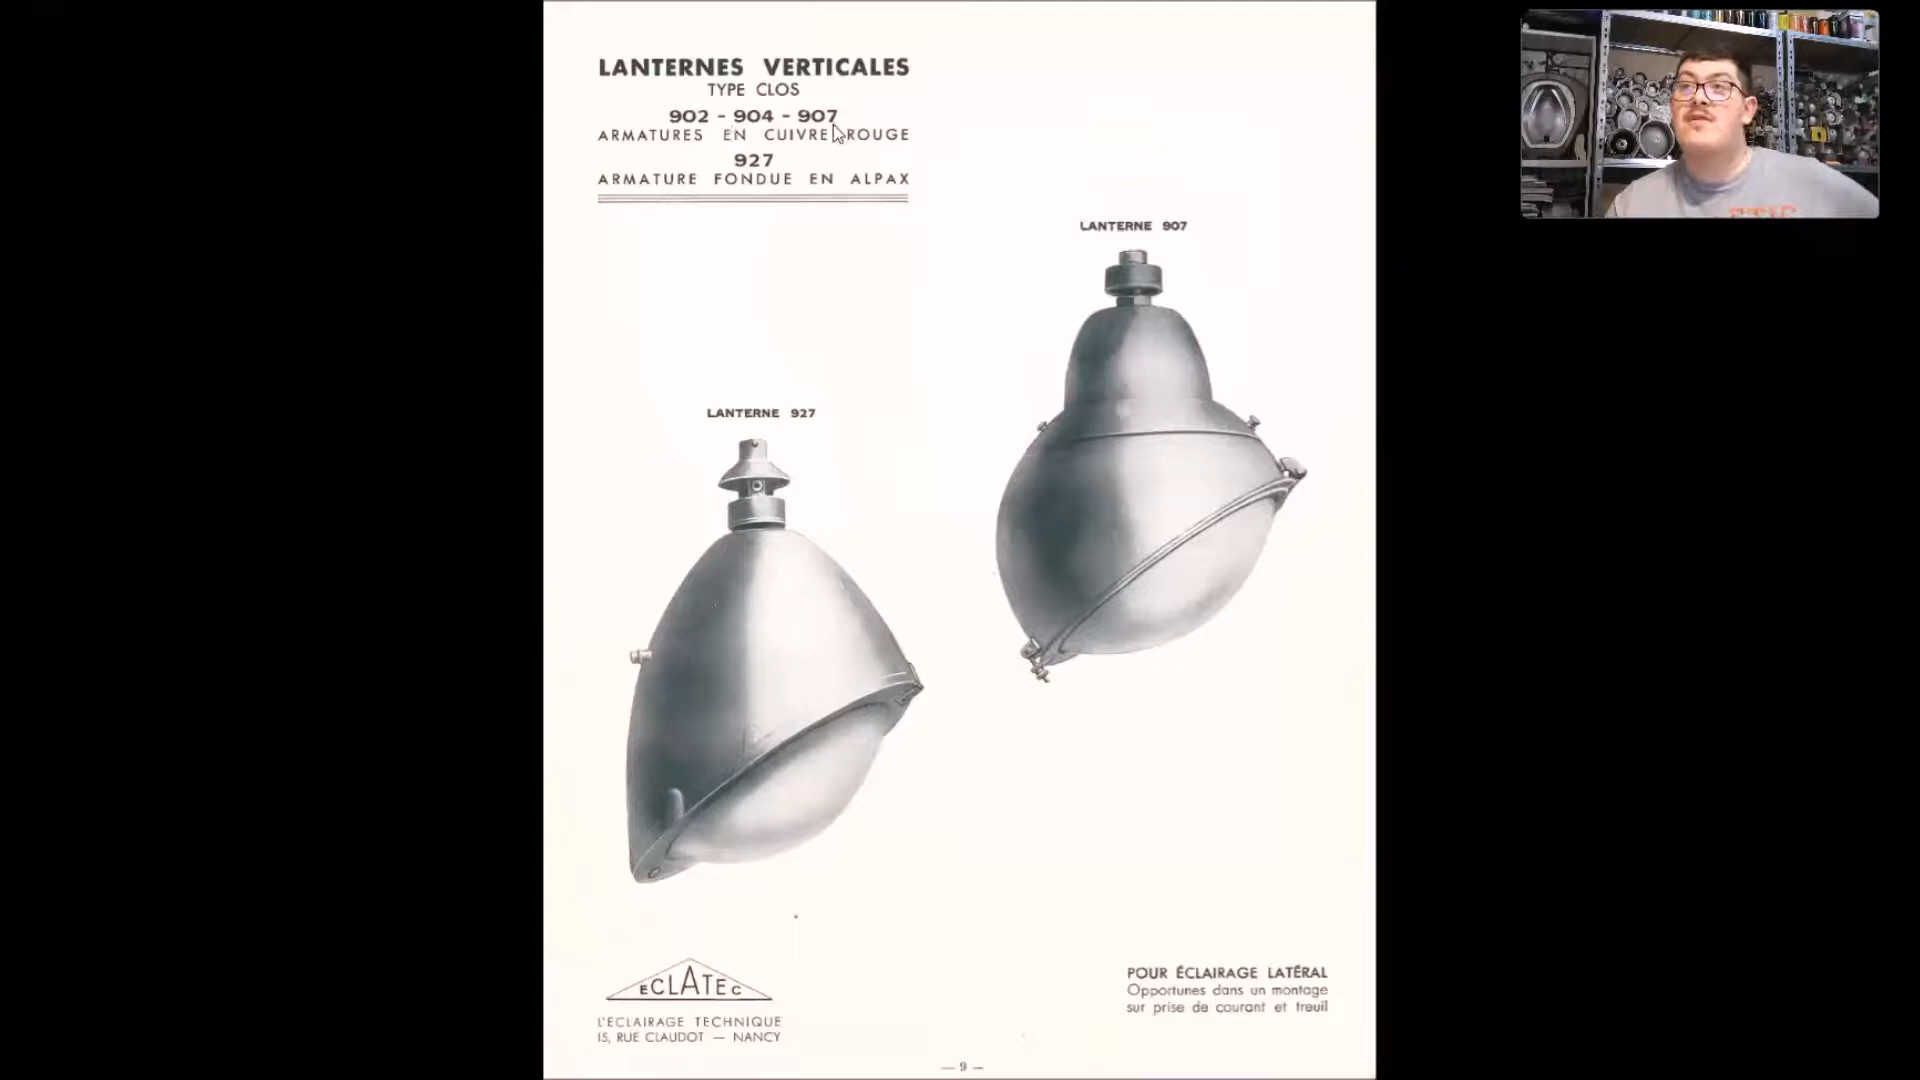 LANTERNES VERTICALES
TYPE CLOS
902 - 904 - 907
ARMATURES EN CUIVRE ROUGE
927
ARMATURE FONDUE EN ALPAX
LANTERNE 907
LANTERNE 927
ECLATEC
L'ÉCLAIRAGE TECHNIQUE
15, RUE CLAUDOT — NANCY
POUR ÉCLAIRAGE LATÉRAL
Opportunes dans un montage
sur prise de courant et treuil
— 9 —